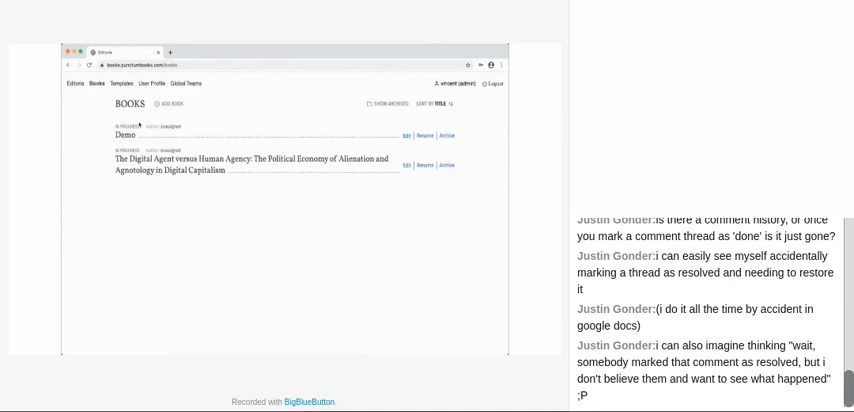 Editoria
books.punctumbooks.com/books
Editoria Books Templates User Profile Global Teams vincent (admin) Logout
BOOKS ADD BOOK SHOW ARCHIVED SORT BY TITLE
IN PROGRESS Author: Unassigned
Demo Edit Rename Archive
IN PROGRESS Author: Unassigned
The Digital Agent versus Human Agency: The Political Economy of Alienation and
Agnotology in Digital Capitalism Edit Rename Archive
Recorded with BigBlueButton.
Justin Gonder:is there a comment history, or once
you mark a comment thread as 'done' is it just gone?
Justin Gonder:i can easily see myself accidentally
marking a thread as resolved and needing to restore
it
Justin Gonder:(i do it all the time by accident in
google docs)
Justin Gonder:i can also imagine thinking "wait,
somebody marked that comment as resolved, but i
don't believe them and want to see what happened"
;P